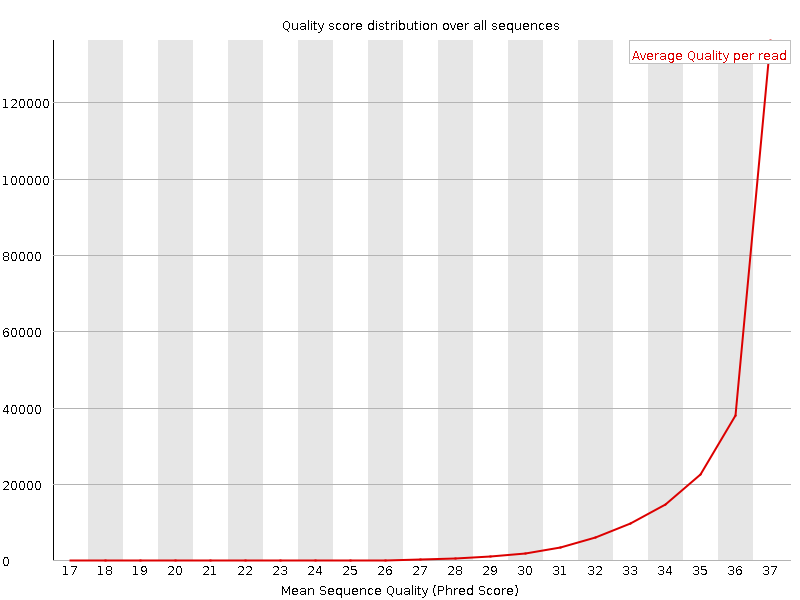 Quality score distribution over all sequences
Average Quality per read
120000
100000
80000
60000
40000
20000
0
17 18 19 20 21 22 23 24 25 26 27 28 29 30 31 32 33 34 35 36 37
Mean Sequence Quality (Phred Score)